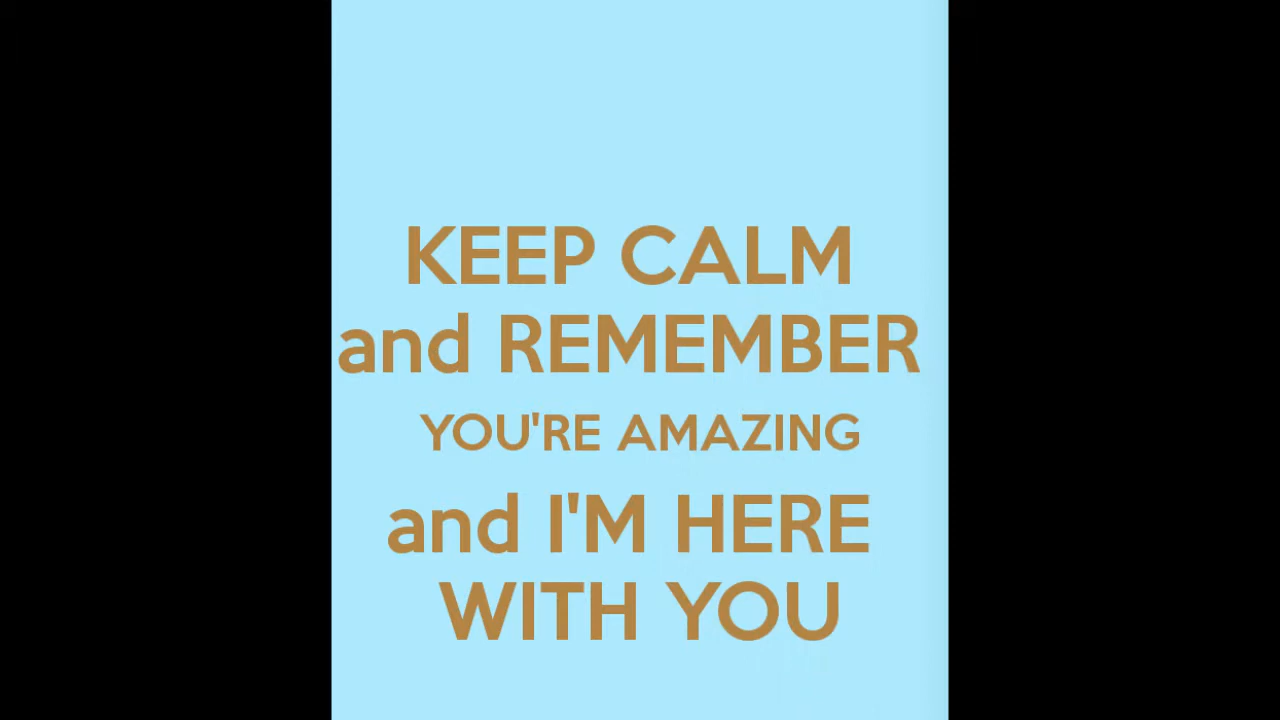 KEEP CALM
and REMEMBER
YOU'RE AMAZING
and I'M HERE
WITH YOU